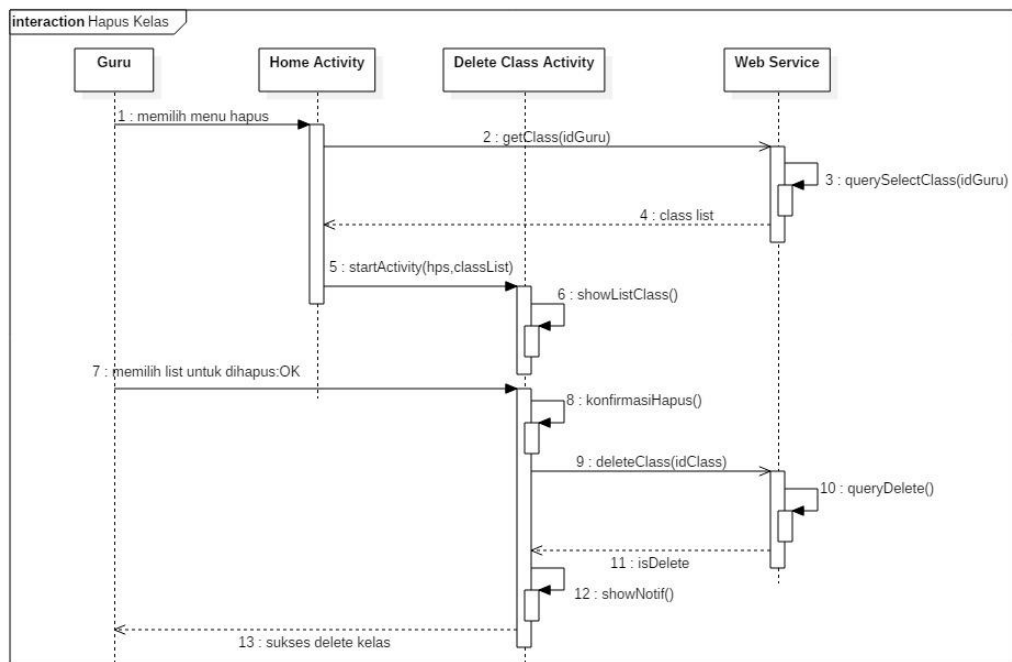 interaction Hapus Kelas
Guru
Home Activity
Delete Class Activity
Web Service
1 : memilih menu hapus
2 : getClass(idGuru)
3 : querySelectClass(idGuru)
4 : class list
5 : startActivity(hps,classList)
6 : showListClass()
7 : memilih list untuk dihapus:OK
8 : konfirmasiHapus()
9 : deleteClass(idClass)
10 : queryDelete()
11 : isDelete
12 : showNotif()
13 : sukses delete kelas